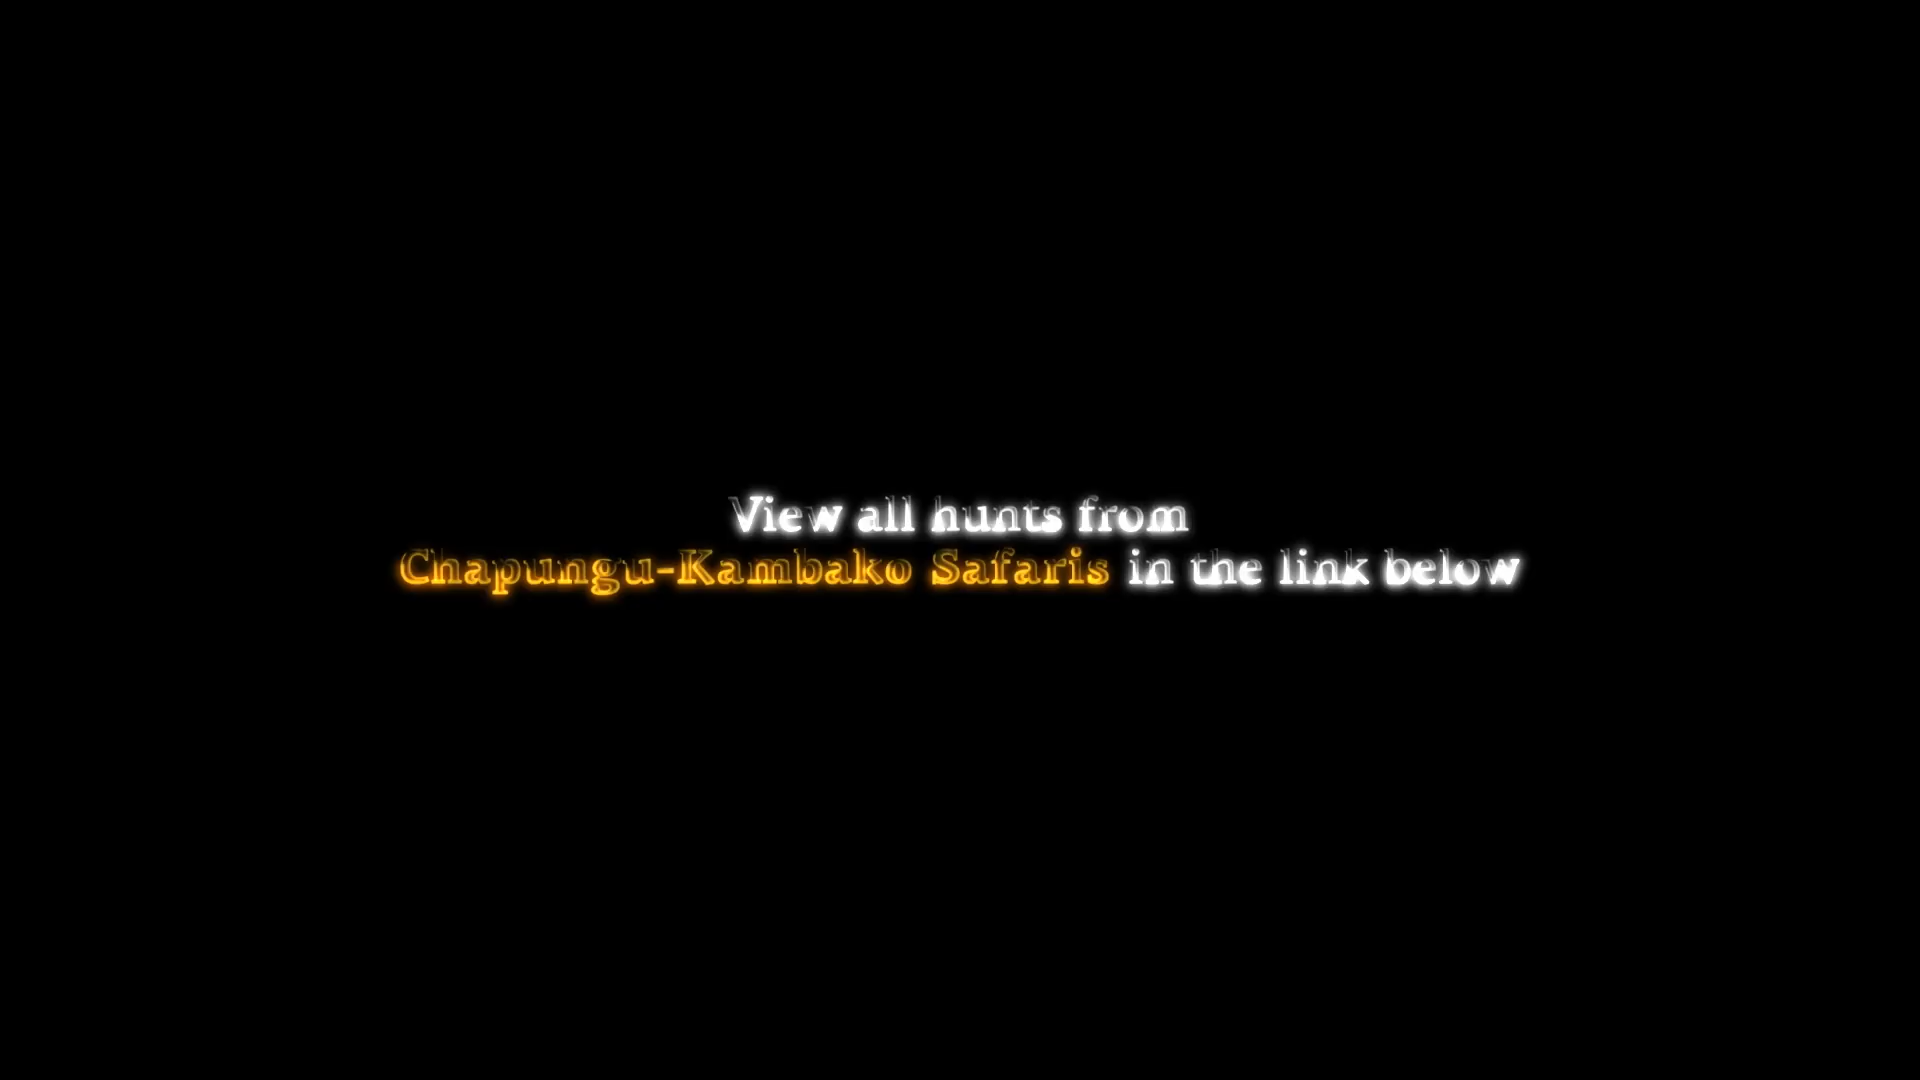 View all hunts from
Chapungu-Kambako Safaris in the link below